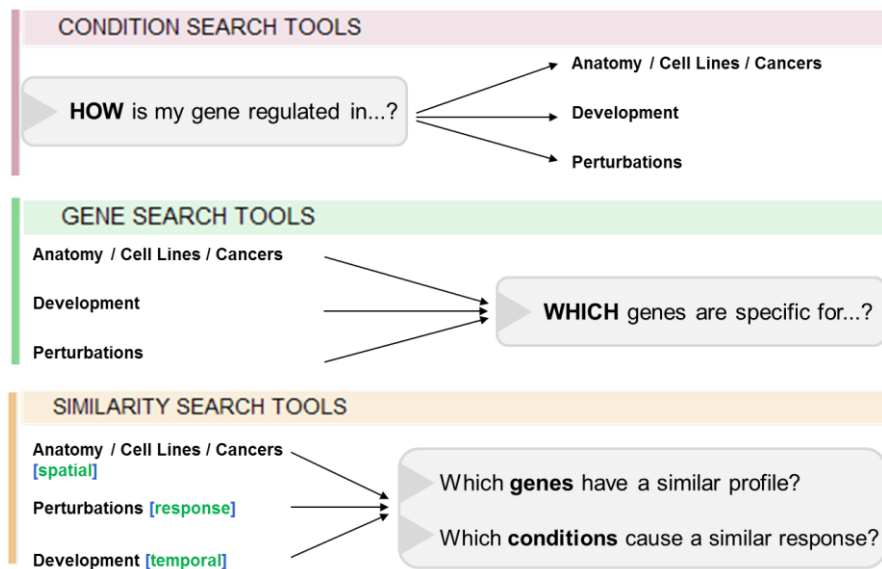 CONDITION SEARCH TOOLS
HOW is my gene regulated in...?
Anatomy / Cell Lines / Cancers
Development
Perturbations
GENE SEARCH TOOLS
Anatomy / Cell Lines / Cancers
Development
Perturbations
WHICH genes are specific for...?
SIMILARITY SEARCH TOOLS
Anatomy / Cell Lines / Cancers
[spatial]
Perturbations [response]
Development [temporal]
Which genes have a similar profile?
Which conditions cause a similar response?